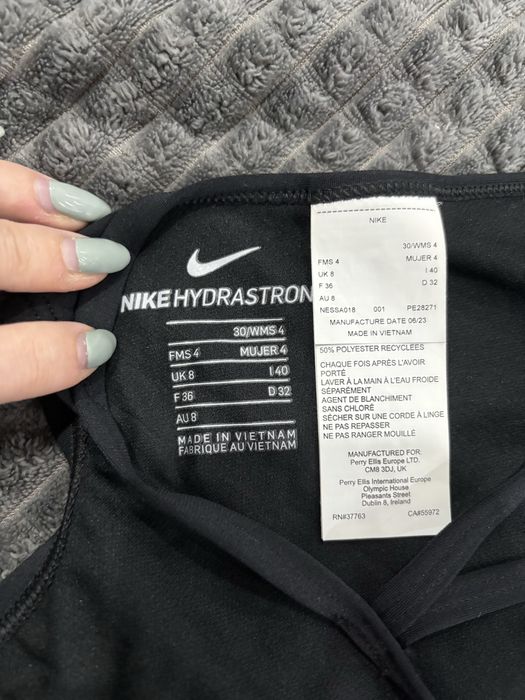 NIKE HYDRASTRON
30/WMS 4
FMS 4 MUJER 4
UK 8 I 40
F 36 D 32
AU 8
MADE IN VIETNAM
FABRIQUE AU VIETNAM
NIKE
30/WMS 4
FMS 4 MUJER 4
UK 8 I 40
F 36 D 32
AU 8
NESSA018 001 PE28271
MANUFACTURE DATE 06/23
MADE IN VIETNAM
50% POLYESTER RECYCLÉES
CHAQUE FOIS APRÈS L'AVOIR
PORTÉ
LAVER À LA MAIN À L'EAU FROIDE
SÉPARÉMENT
AGENT DE BLANCHIMENT
SANS CHLORÉ
SÉCHER SUR UNE CORDE À LINGE
NE PAS REPASSER
NE PAS RANGER MOUILLÉ
MANUFACTURED FOR:
Perry Ellis Europe LTD.
CM8 3DJ, UK
Perry Ellis International Europe
Olympic House
Pleasants Street
Dublin 8, Ireland
RN#37763 CA#55972